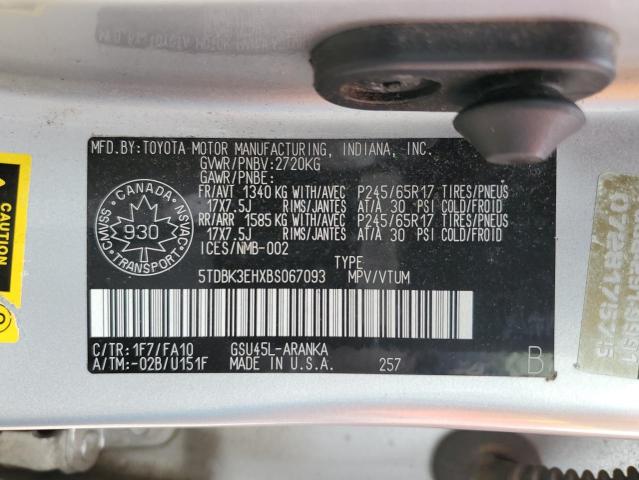 MFD.BY: TOYOTA MOTOR MANUFACTURING, INDIANA, INC.
GVWR/PNBV: 2720KG
GAWR/PNBE:
FR/AVT 1340 KG WITH/AVEC P245/65R17 TIRES/PNEUS
17X7.5J RIMS/JANTES AT/A 30 PSI COLD/FROID
RR/ARR 1585 KG WITH/AVEC P245/65R17 TIRES/PNEUS
17X7.5J RIMS/JANTES AT/A 30 PSI COLD/FROID
ICES/NMB-002
CANADA
CMVSS NSVAC
930
TRANSPORT
TYPE
5TDBK3EHXBS067093 MPV/VTUM
C/TR: 1F7/FA10 GSU45L-ARANKA
A/TM:-02B/U151F MADE IN U.S.A. 257 B
CAUTION